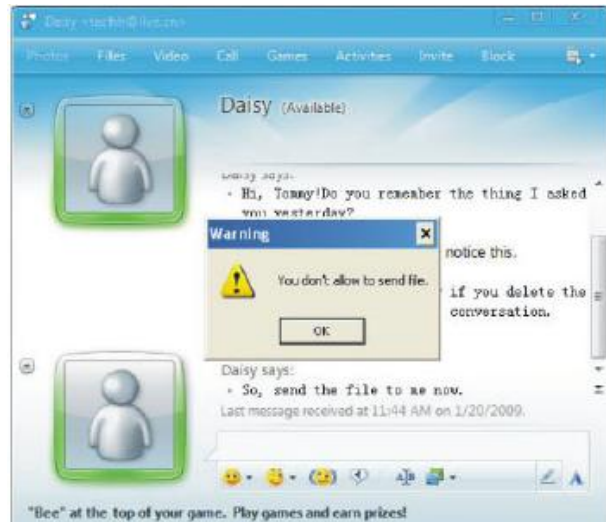 Daisy
Photos Files Video Call Games Activities Invite Block
Daisy (Available)
Daisy says:
· Hi, Tommy!Do you remember the thing I asked
you yesterday?
Warning
notice this.
You don't allow to send file.
if you delete the
conversation.
OK
Daisy says:
· So, send the file to me now.
Last message received at 11:44 AM on 1/20/2009.
A
"Bee" at the top of your game. Play games and earn prizes!